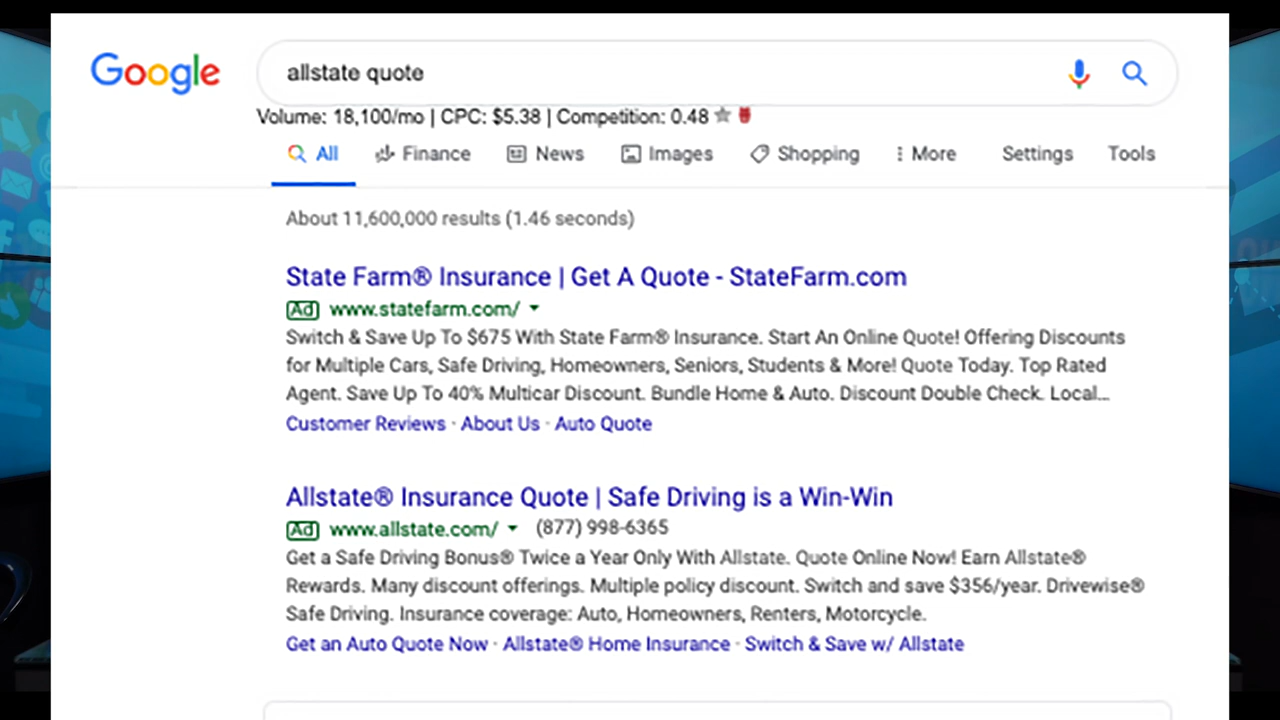 Google
allstate quote
Volume: 18,100/mo | CPC: $5.38 | Competition: 0.48
All Finance News Images Shopping More Settings Tools
About 11,600,000 results (1.46 seconds)
State Farm® Insurance | Get A Quote - StateFarm.com
Ad www.statefarm.com/
Switch & Save Up To $675 With State Farm® Insurance. Start An Online Quote! Offering Discounts
for Multiple Cars, Safe Driving, Homeowners, Seniors, Students & More! Quote Today. Top Rated
Agent. Save Up To 40% Multicar Discount. Bundle Home & Auto. Discount Double Check. Local...
Customer Reviews · About Us · Auto Quote
Allstate® Insurance Quote | Safe Driving is a Win-Win
Ad www.allstate.com/ (877) 998-6365
Get a Safe Driving Bonus® Twice a Year Only With Allstate. Quote Online Now! Earn Allstate®
Rewards. Many discount offerings. Multiple policy discount. Switch and save $356/year. Drivewise®
Safe Driving. Insurance coverage: Auto, Homeowners, Renters, Motorcycle.
Get an Auto Quote Now · Allstate® Home Insurance · Switch & Save w/ Allstate